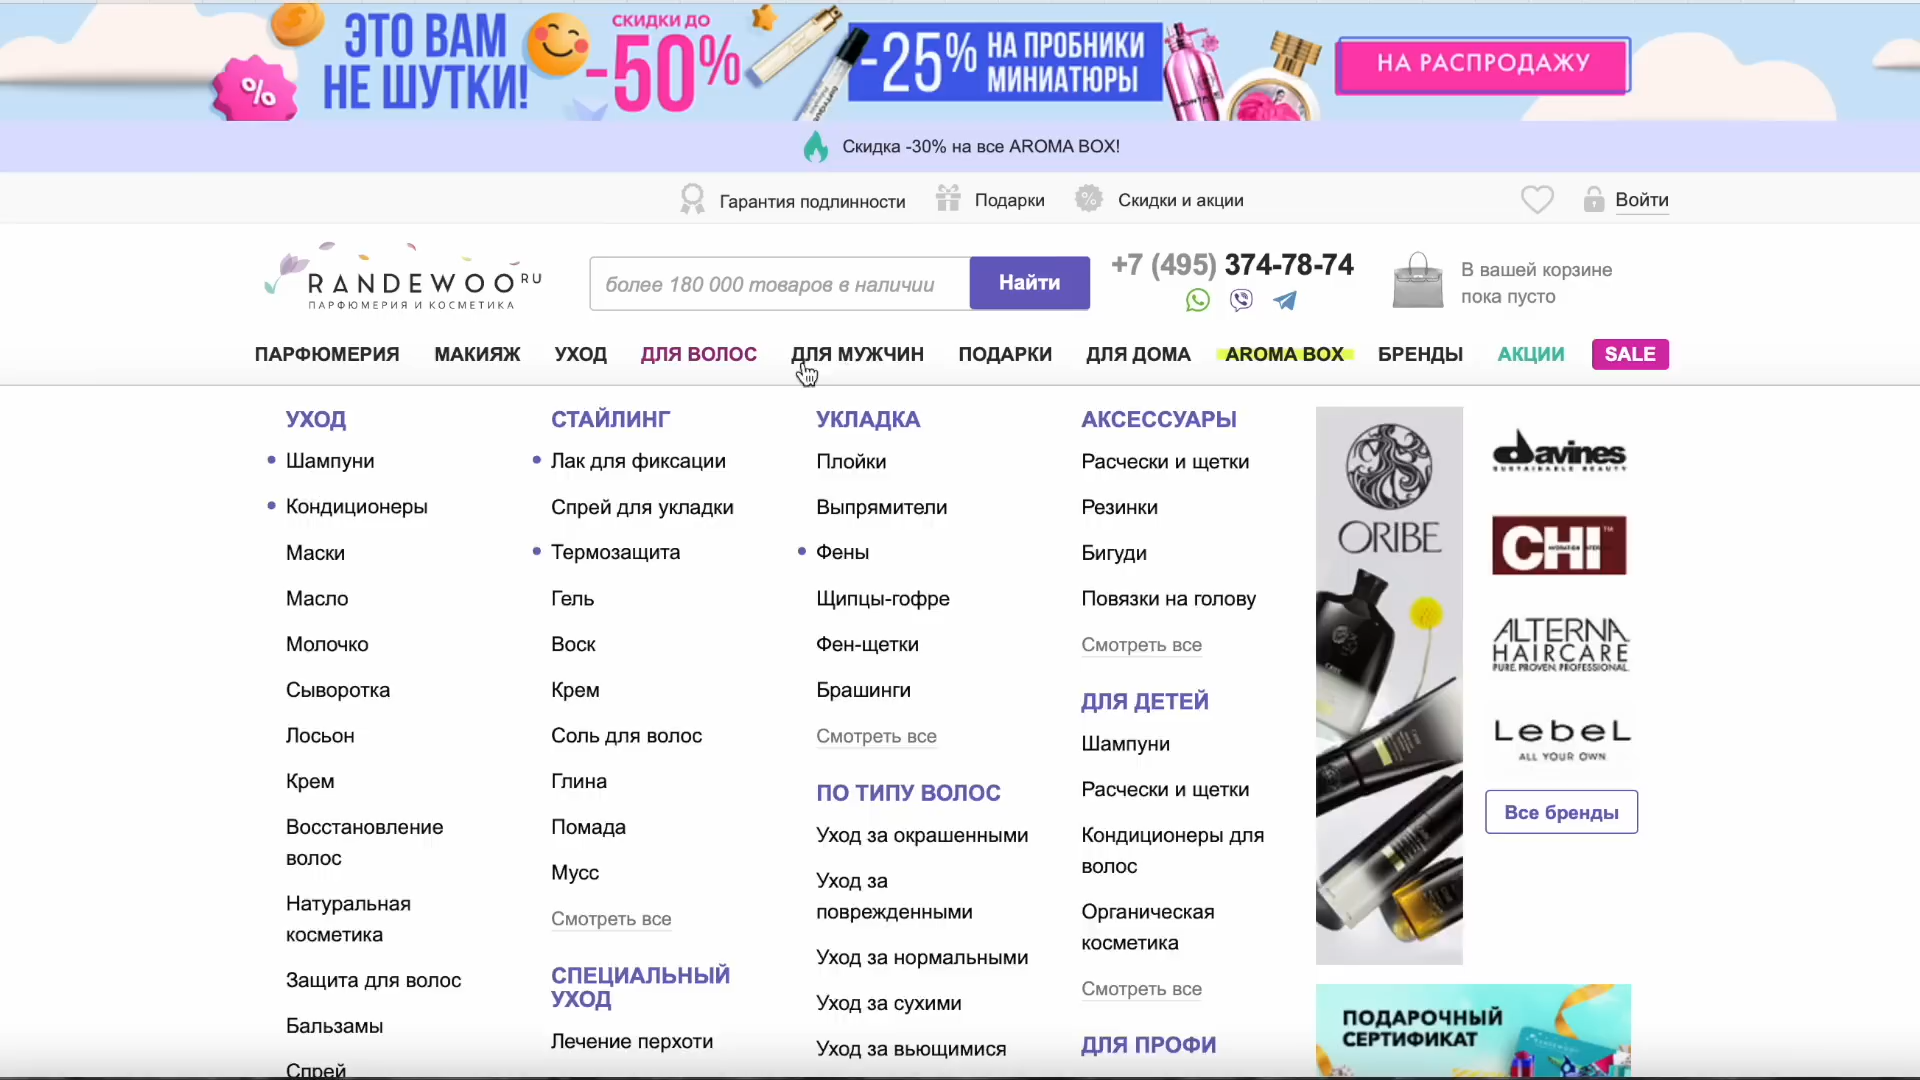 ЭТО ВАМ
НЕ ШУТКИ!
%
СКИДКИ ДО
-50%
-25% НА ПРОБНИКИ
МИНИАТЮРЫ
НА РАСПРОДАЖУ
Скидка -30% на все AROMA BOX!
Гарантия подлинности
Подарки
Скидки и акции
Войти
RANDEWOO RU
ПАРФЮМЕРИЯ И КОСМЕТИКА
более 180 000 товаров в наличии
Найти
+7 (495) 374-78-74
В вашей корзине
пока пусто
ПАРФЮМЕРИЯ МАКИЯЖ УХОД ДЛЯ ВОЛОС ДЛЯ МУЖЧИН ПОДАРКИ ДЛЯ ДОМА AROMA BOX БРЕНДЫ АКЦИИ SALE
УХОД
Шампуни
Кондиционеры
Маски
Масло
Молочко
Сыворотка
Лосьон
Крем
Восстановление
волос
Натуральная
косметика
Защита для волос
Бальзамы
Спрей
СТАЙЛИНГ
Лак для фиксации
Спрей для укладки
Термозащита
Гель
Воск
Крем
Соль для волос
Глина
Помада
Мусс
Смотреть все
СПЕЦИАЛЬНЫЙ
УХОД
Лечение перхоти
УКЛАДКА
Плойки
Выпрямители
Фены
Щипцы-гофре
Фен-щетки
Брашинги
Смотреть все
ПО ТИПУ ВОЛОС
Уход за окрашенными
Уход за
поврежденными
Уход за нормальными
Уход за сухими
Уход за вьющимися
АКСЕССУАРЫ
Расчески и щетки
Резинки
Бигуди
Повязки на голову
Смотреть все
ДЛЯ ДЕТЕЙ
Шампуни
Расчески и щетки
Кондиционеры для
волос
Органическая
косметика
Смотреть все
ДЛЯ ПРОФИ
ORIBE
davines
SUSTAINABLE BEAUTY
CHI
ALTERNA
HAIRCARE
PURE. PROVEN. PROFESSIONAL.
LebeL
ALL YOUR OWN
Все бренды
ПОДАРОЧНЫЙ
СЕРТИФИКАТ